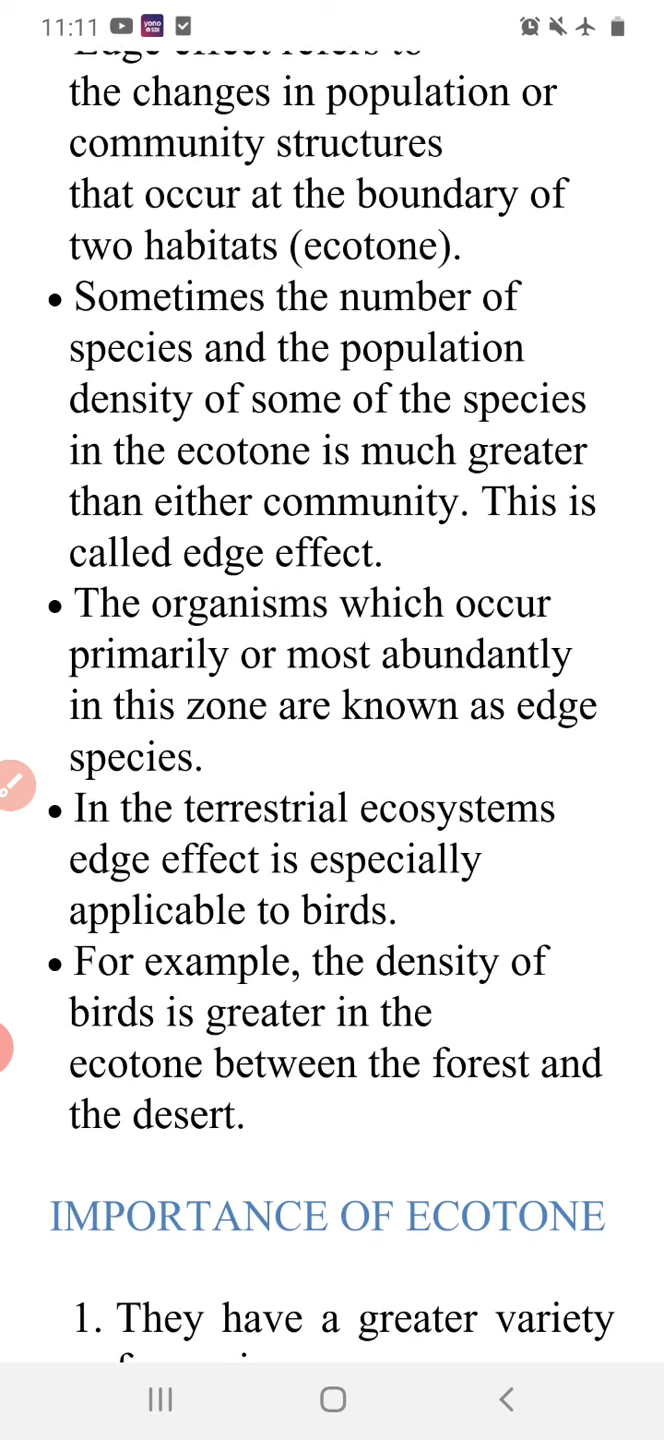 11:11
yono
SBI
the changes in population or
community structures
that occur at the boundary of
two habitats (ecotone).
• Sometimes the number of
species and the population
density of some of the species
in the ecotone is much greater
than either community. This is
called edge effect.
• The organisms which occur
primarily or most abundantly
in this zone are known as edge
species.
• In the terrestrial ecosystems
edge effect is especially
applicable to birds.
• For example, the density of
birds is greater in the
ecotone between the forest and
the desert.
IMPORTANCE OF ECOTONE
1. They have a greater variety